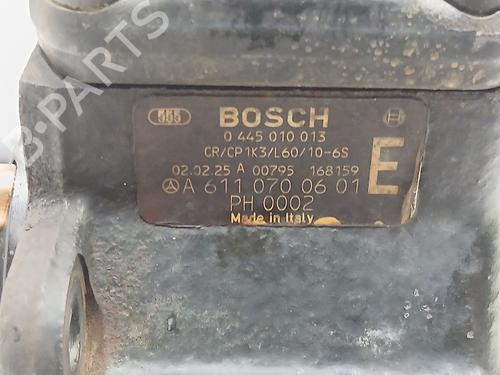 555 BOSCH
0 445 010 013
CR/CP1K3/L60/10-6S
02.02.25 A 00795 168159
A 611 070 06 01 E
PH 0002
Made in Italy